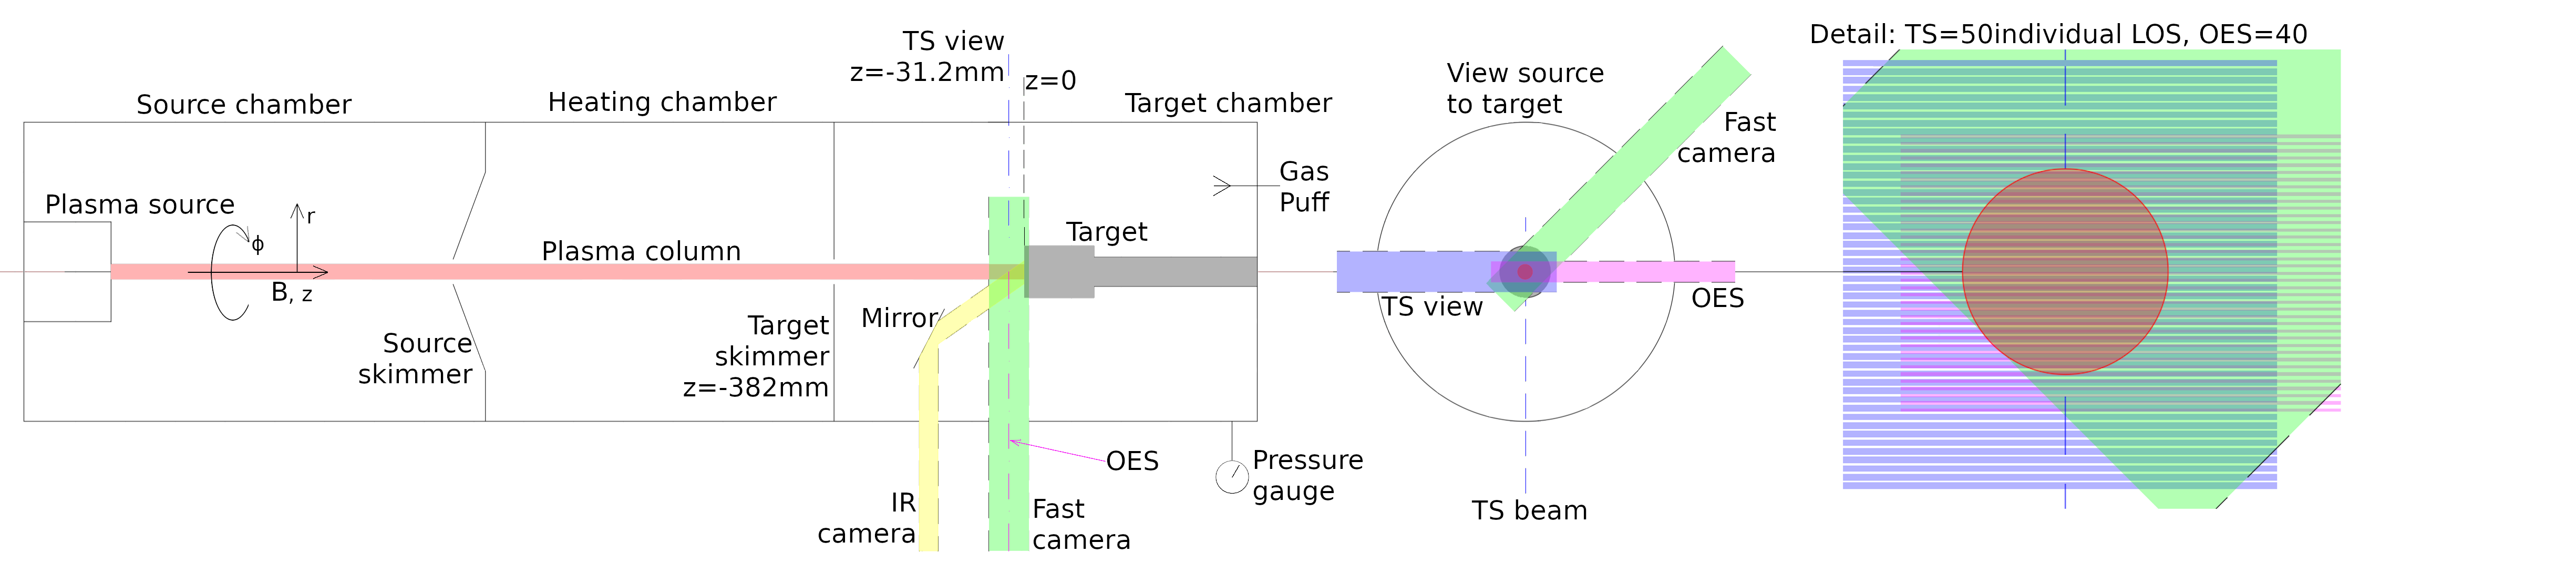 Source chamber
Plasma source
r
ϕ
B, z
Source
skimmer
Heating chamber
Plasma column
Target
skimmer
z=-382mm
TS view
z=-31.2mm
z=0
Target chamber
Gas
Puff
Target
Mirror
OES
IR
camera
Fast
camera
Pressure
gauge
View source
to target
Fast
camera
TS view
OES
TS beam
Detail: TS=50individual LOS, OES=40